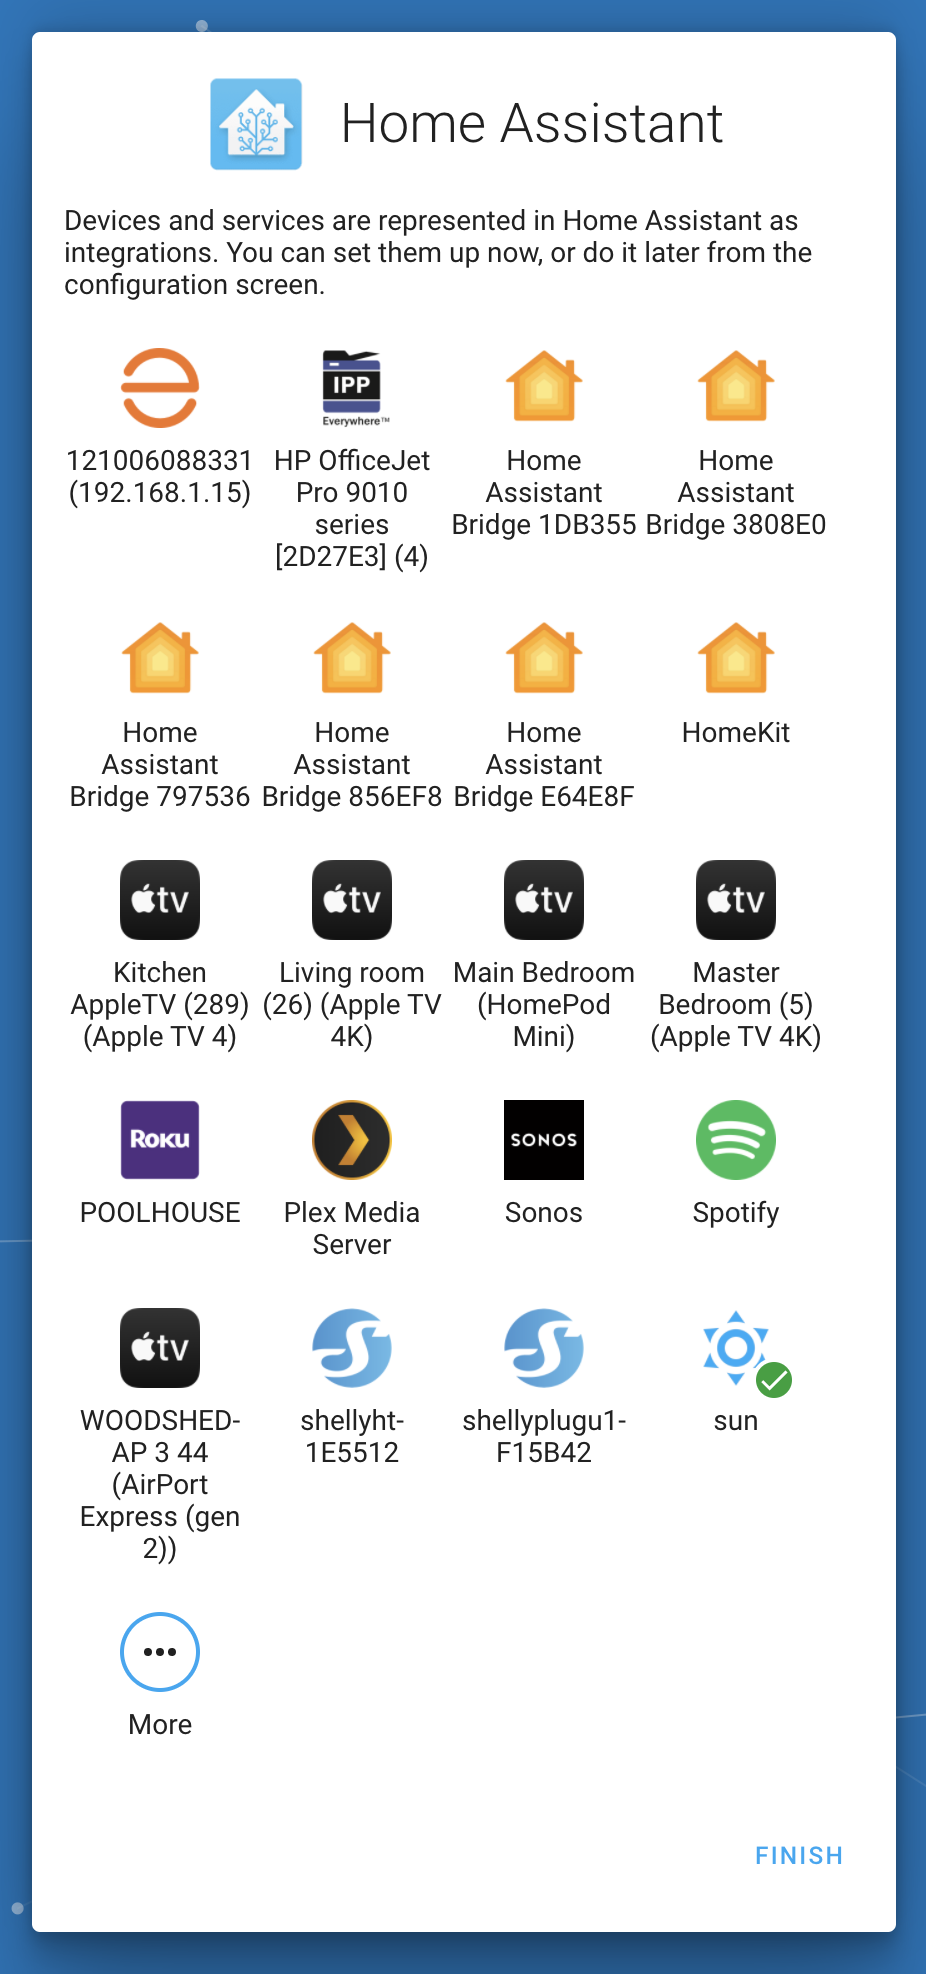 Home Assistant
Devices and services are represented in Home Assistant as
integrations. You can set them up now, or do it later from the
configuration screen.
121006088331
(192.168.1.15)
IPP
Everywhere™
HP OfficeJet
Pro 9010
series
[2D27E3] (4)
Home
Assistant
Bridge 1DB355
Home
Assistant
Bridge 3808E0
Home
Assistant
Bridge 797536
Home
Assistant
Bridge 856EF8
Home
Assistant
Bridge E64E8F
HomeKit
tv
Kitchen
AppleTV (289)
(Apple TV 4)
tv
Living room
(26) (Apple TV
4K)
tv
Main Bedroom
(HomePod
Mini)
tv
Master
Bedroom (5)
(Apple TV 4K)
Roku
POOLHOUSE
Plex Media
Server
SONOS
Sonos
Spotify
tv
WOODSHED-
AP 3 44
(AirPort
Express (gen
2))
shellyht-
1E5512
shellyplugu1-
F15B42
sun
More
FINISH